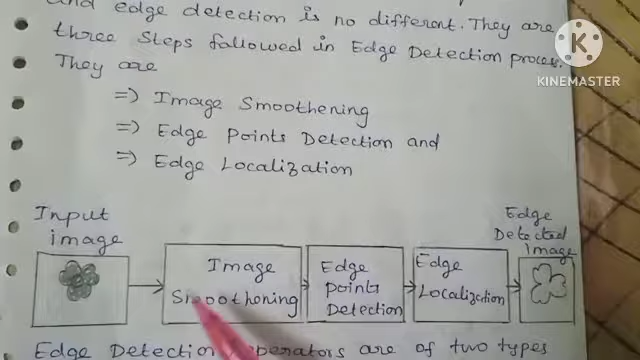 and edge detection is no different. They are
three steps followed in Edge Detection process.
They are
=> Image Smoothening
=> Edge Points Detection and
=> Edge Localization
Input image
Image Smoothening
Edge Points Detection
Edge Localization
Edge Detected image
Edge Detection operators are of two types
K
KINEMASTER